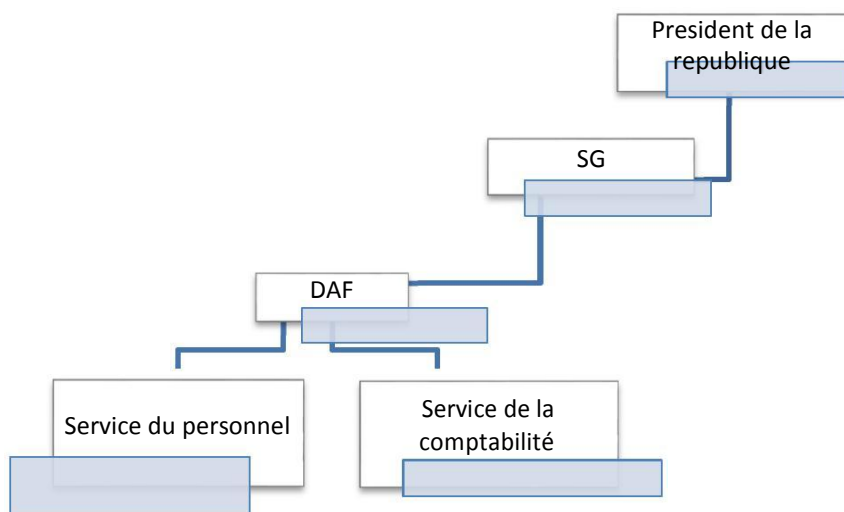 President de la
republique
SG
DAF
Service du personnel
Service de la
comptabilité